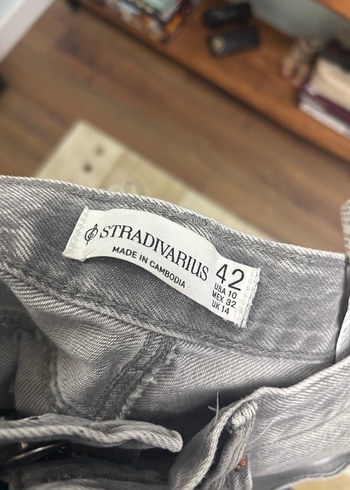 STRADIVARIUS
MADE IN CAMBODIA
42
USA 10
MEX 32
UK 14